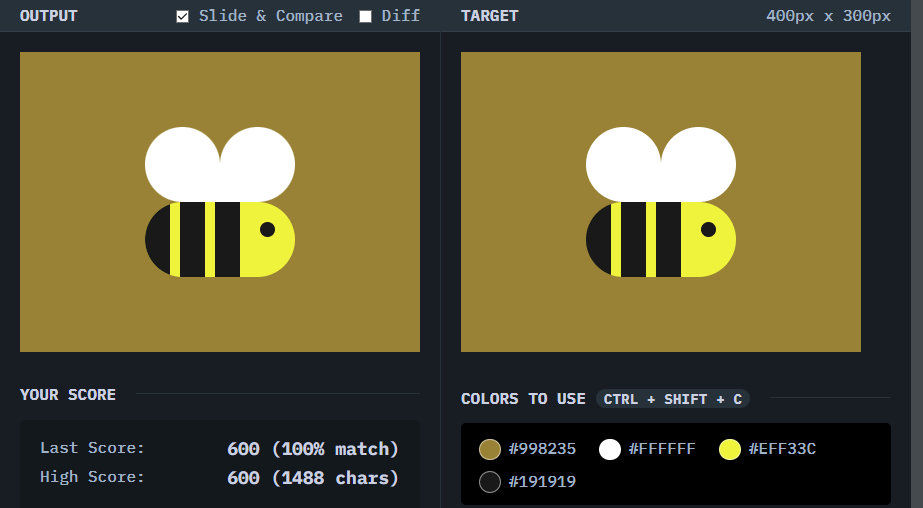 OUTPUT
Slide & Compare
Diff
TARGET
400px x 300px
YOUR SCORE
Last Score:
600 (100% match)
High Score:
600 (1488 chars)
COLORS TO USE
CTRL + SHIFT + C
#998235
#FFFFFF
#EFF33C
#191919